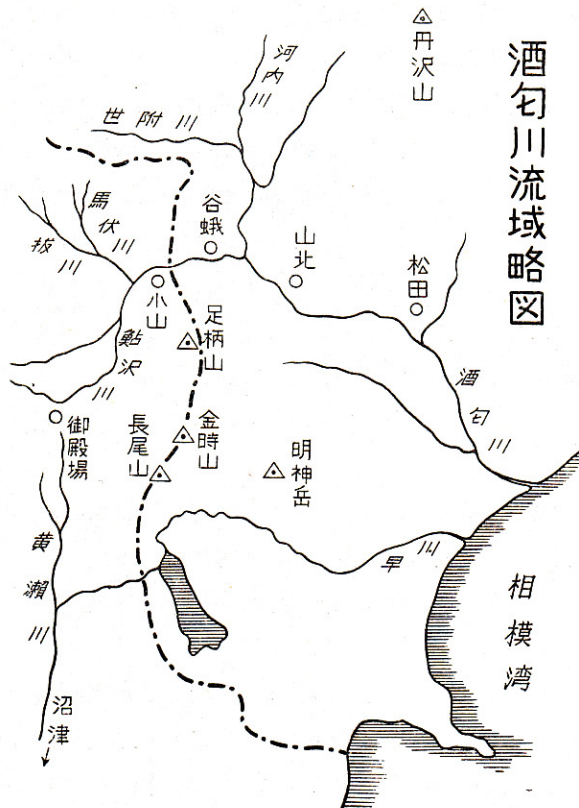 酒匂川流域略図
丹沢山
河内川
世附川
馬伏川
抜川
谷蛾
山北
松田
小山
足柄山
鮎沢川
酒匂川
御殿場
長尾山
金時山
明神岳
黄瀬川
早川
相模湾
沼津